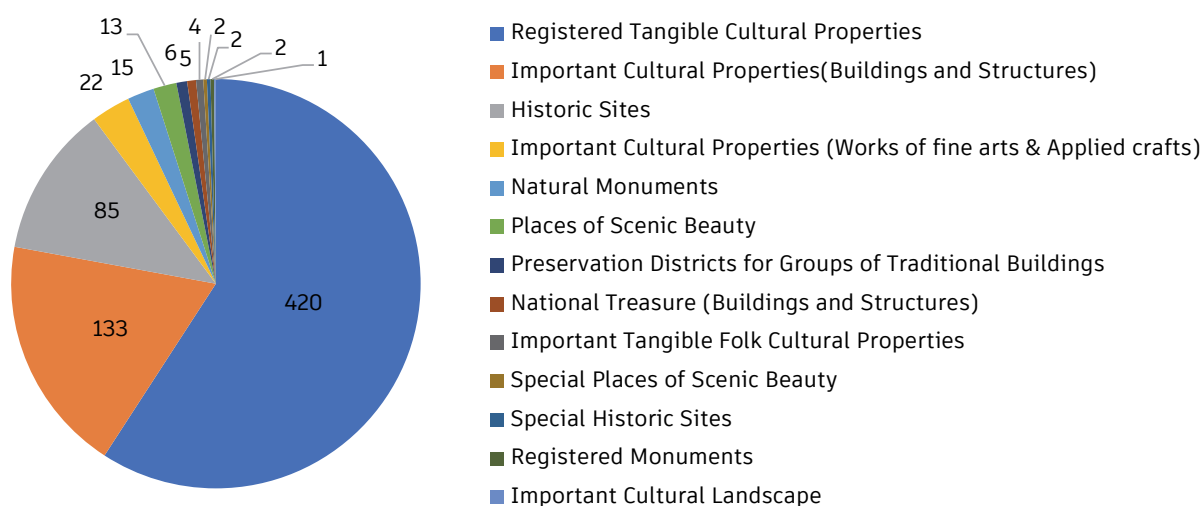 13
4
2
6
5
2
2
1
15
22
85
420
133
Registered Tangible Cultural Properties
Important Cultural Properties(Buildings and Structures)
Historic Sites
Important Cultural Properties (Works of fine arts & Applied crafts)
Natural Monuments
Places of Scenic Beauty
Preservation Districts for Groups of Traditional Buildings
National Treasure (Buildings and Structures)
Important Tangible Folk Cultural Properties
Special Places of Scenic Beauty
Special Historic Sites
Registered Monuments
Important Cultural Landscape